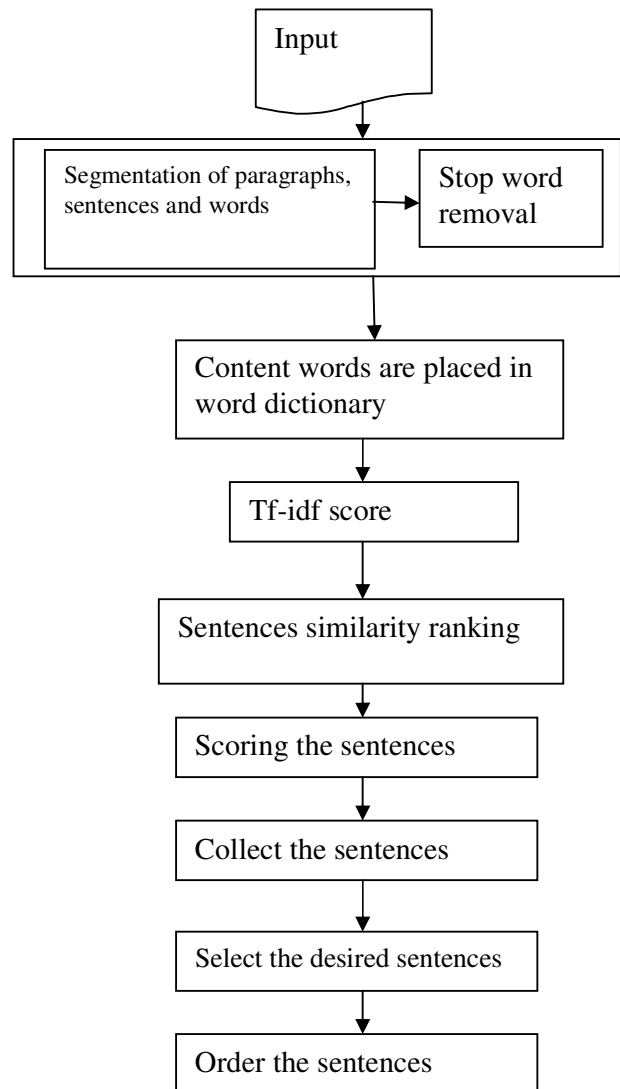 Input
Segmentation of paragraphs,
sentences and words
Stop word
removal
Content words are placed in
word dictionary
Tf-idf score
Sentences similarity ranking
Scoring the sentences
Collect the sentences
Select the desired sentences
Order the sentences